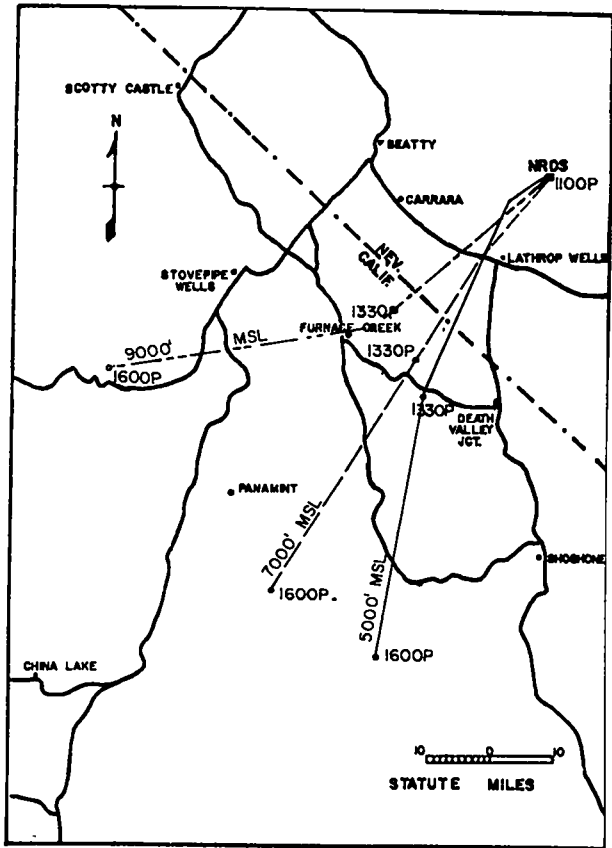 SCOTTY CASTLE
N
BEATTY
NRDS
1100P
CARRARA
NEV.
CALIF.
LATHROP WELLS
STOVEPIPE
WELLS
1330P
FURNACE CREEK
9000' MSL
1330P
1600P
1330P
DEATH
VALLEY
JCT.
PANAMINT
7000' MSL
SHOSHONE
1600P.
5000' MSL
1600P
CHINA LAKE
10 0 10
STATUTE MILES